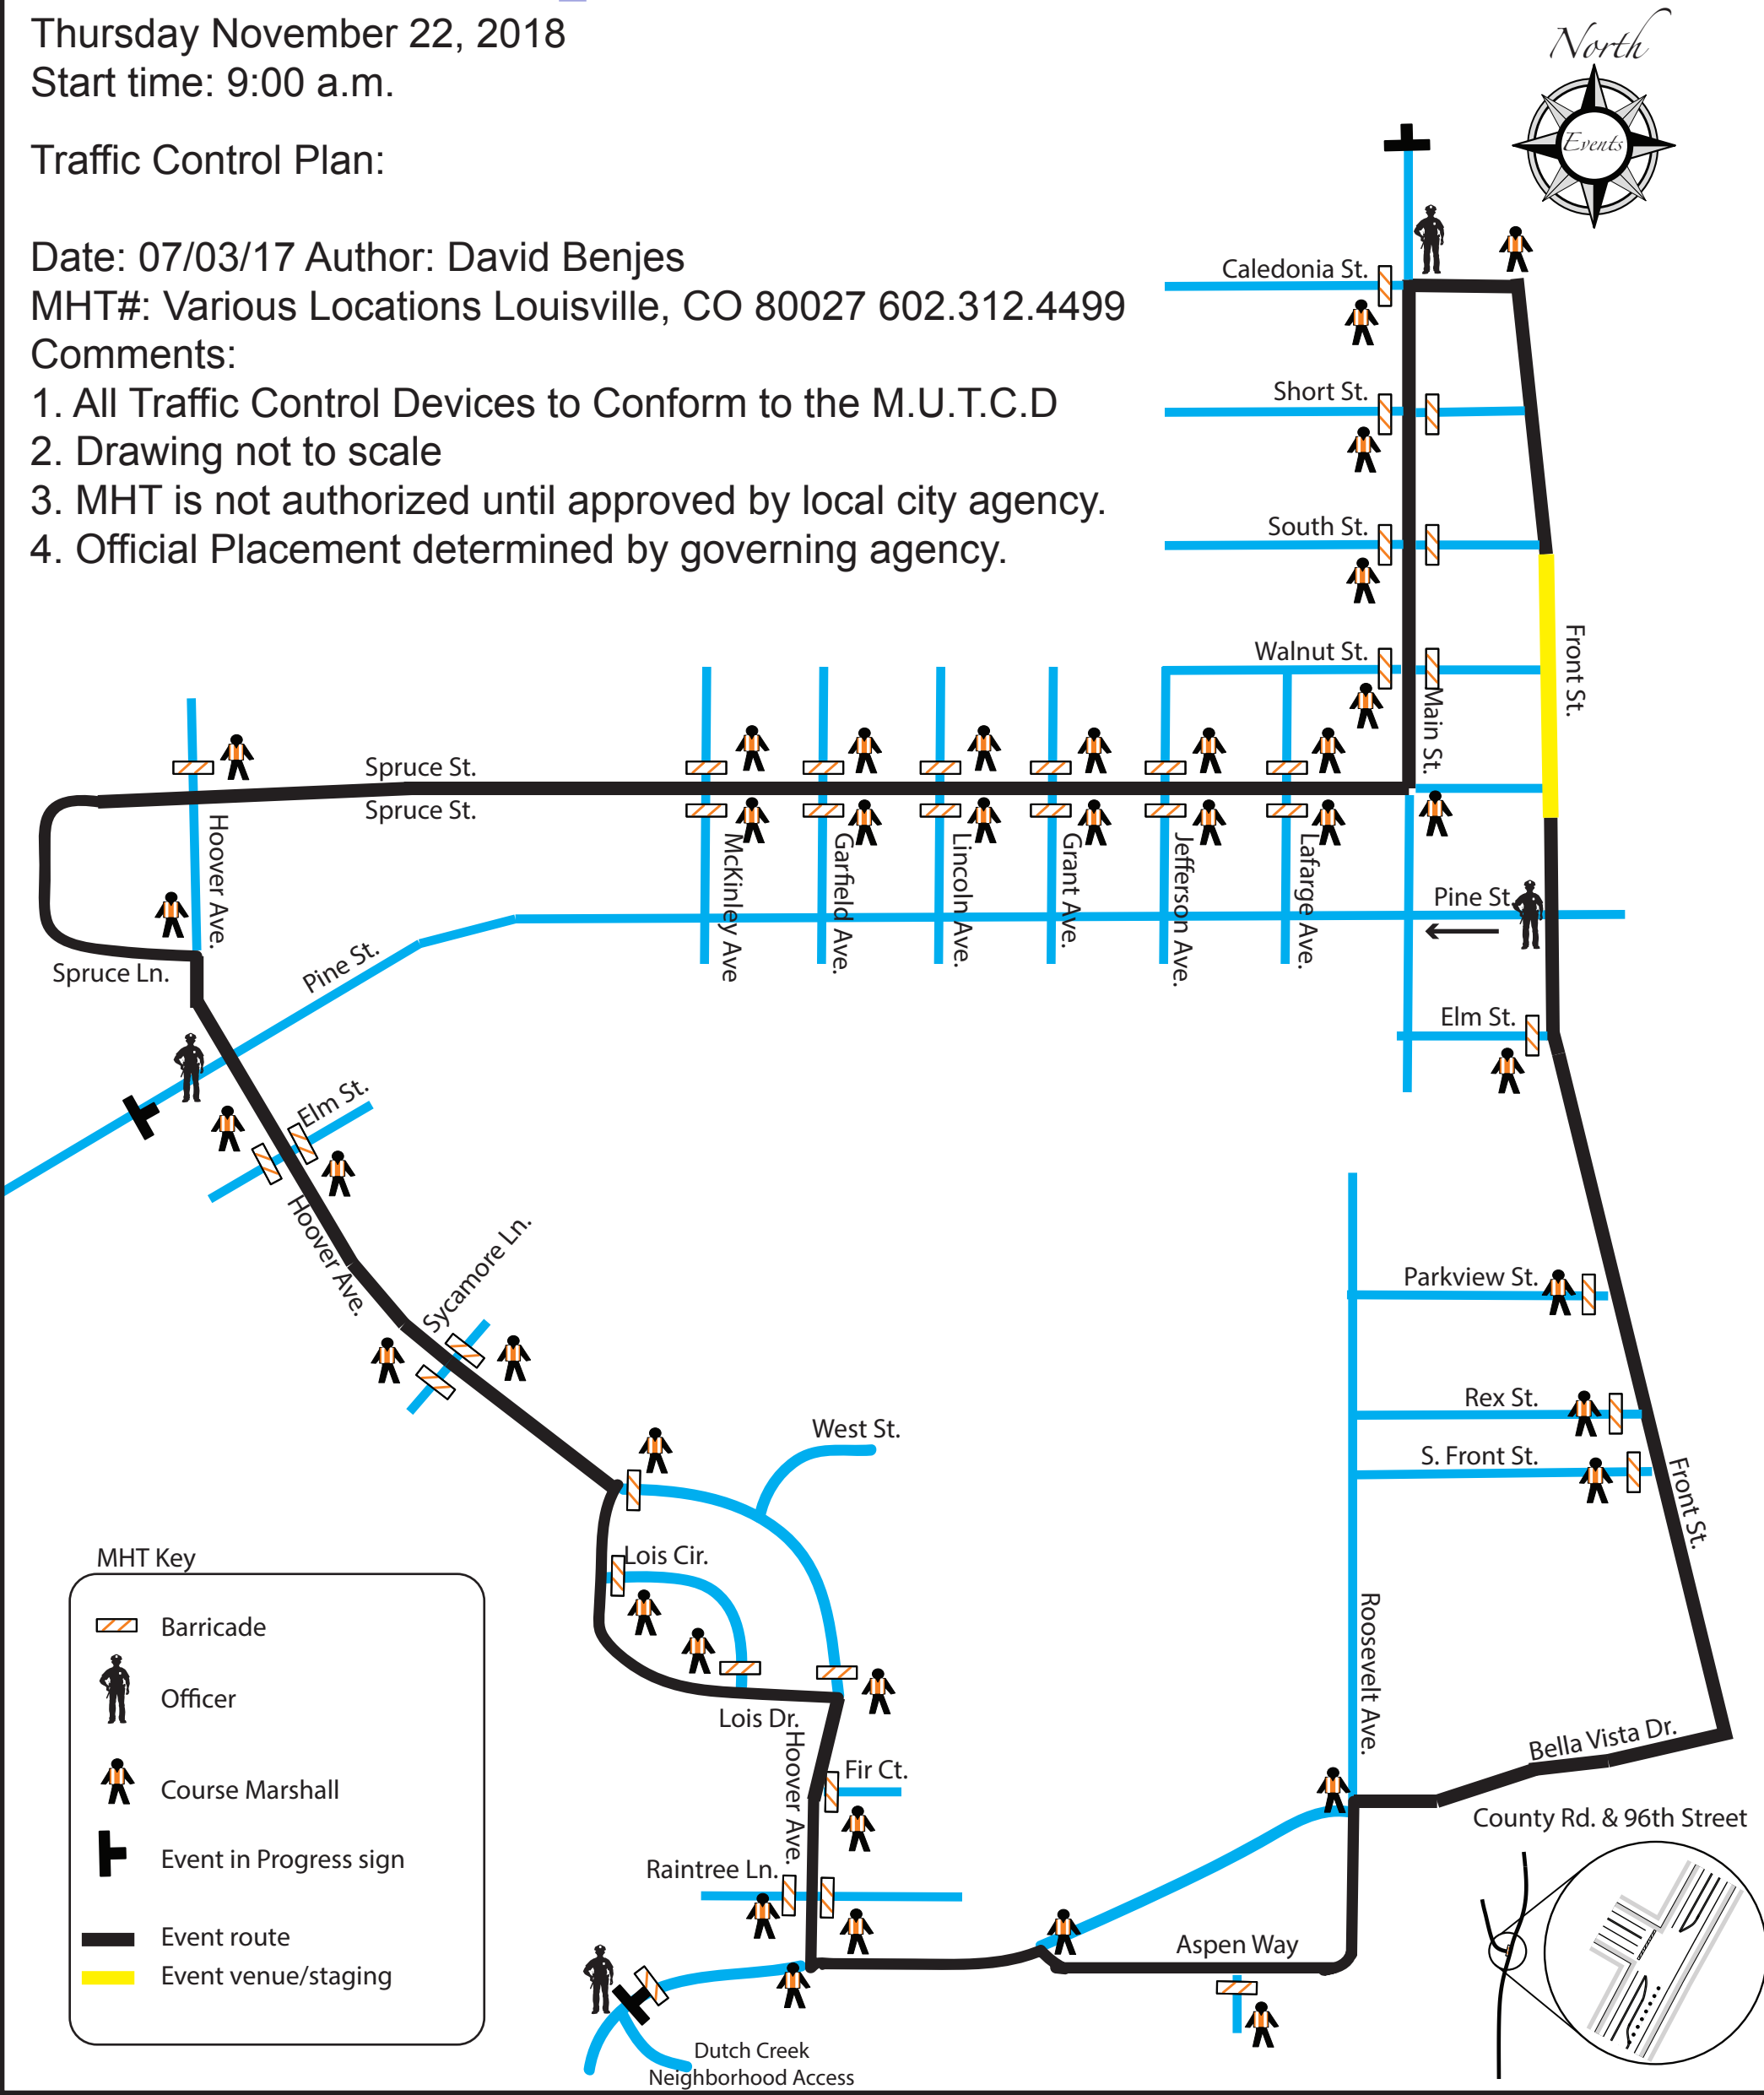 Thursday November 22, 2018
Start time: 9:00 a.m.
Traffic Control Plan:
Date: 07/03/17 Author: David Benjes
MHT#: Various Locations Louisville, CO 80027 602.312.4499
Comments:
1. All Traffic Control Devices to Conform to the M.U.T.C.D
2. Drawing not to scale
3. MHT is not authorized until approved by local city agency.
4. Official Placement determined by governing agency.
North
Events
Caledonia St.
Short St.
South St.
Walnut St.
Main St.
Front St.
Spruce St.
Spruce St.
Hoover Ave.
McKinley Ave
Garfield Ave.
Lincoln Ave.
Grant Ave.
Jefferson Ave.
Lafarge Ave.
Pine St.
Spruce Ln.
Pine St.
Elm St.
Elm St.
Hoover Ave.
Sycamore Ln.
Parkview St.
Rex St.
S. Front St.
Front St.
West St.
Lois Cir.
Lois Dr.
Hoover Ave.
Fir Ct.
Raintree Ln.
Roosevelt Ave.
Bella Vista Dr.
Aspen Way
Dutch Creek
Neighborhood Access
County Rd. & 96th Street
MHT Key
Barricade
Officer
Course Marshall
Event in Progress sign
Event route
Event venue/staging